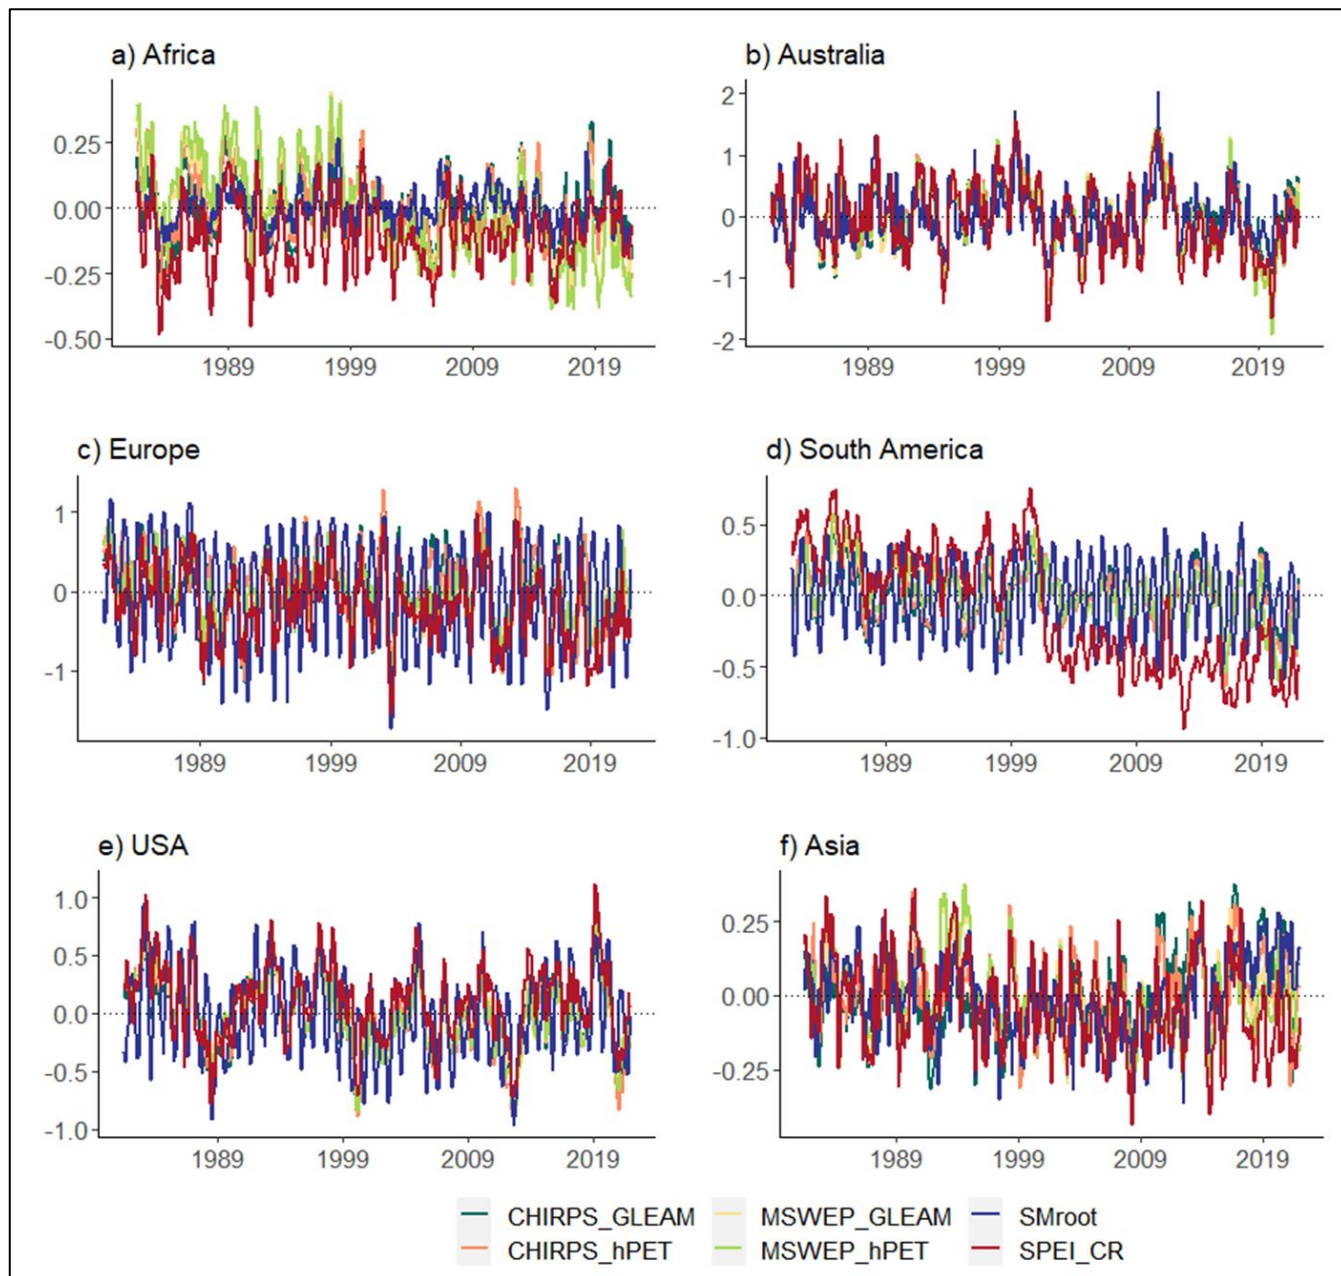 a) Africa
0.25
0.00
-0.25
-0.50
1989 1999 2009 2019
b) Australia
2
1
0
-1
-2
1989 1999 2009 2019
c) Europe
1
0
-1
1989 1999 2009 2019
d) South America
0.5
0.0
-0.5
-1.0
1989 1999 2009 2019
e) USA
1.0
0.5
0.0
-0.5
-1.0
1989 1999 2009 2019
f) Asia
0.25
0.00
-0.25
1989 1999 2009 2019
CHIRPS_GLEAM MSWEP_GLEAM SMroot
CHIRPS_hPET MSWEP_hPET SPEI_CR